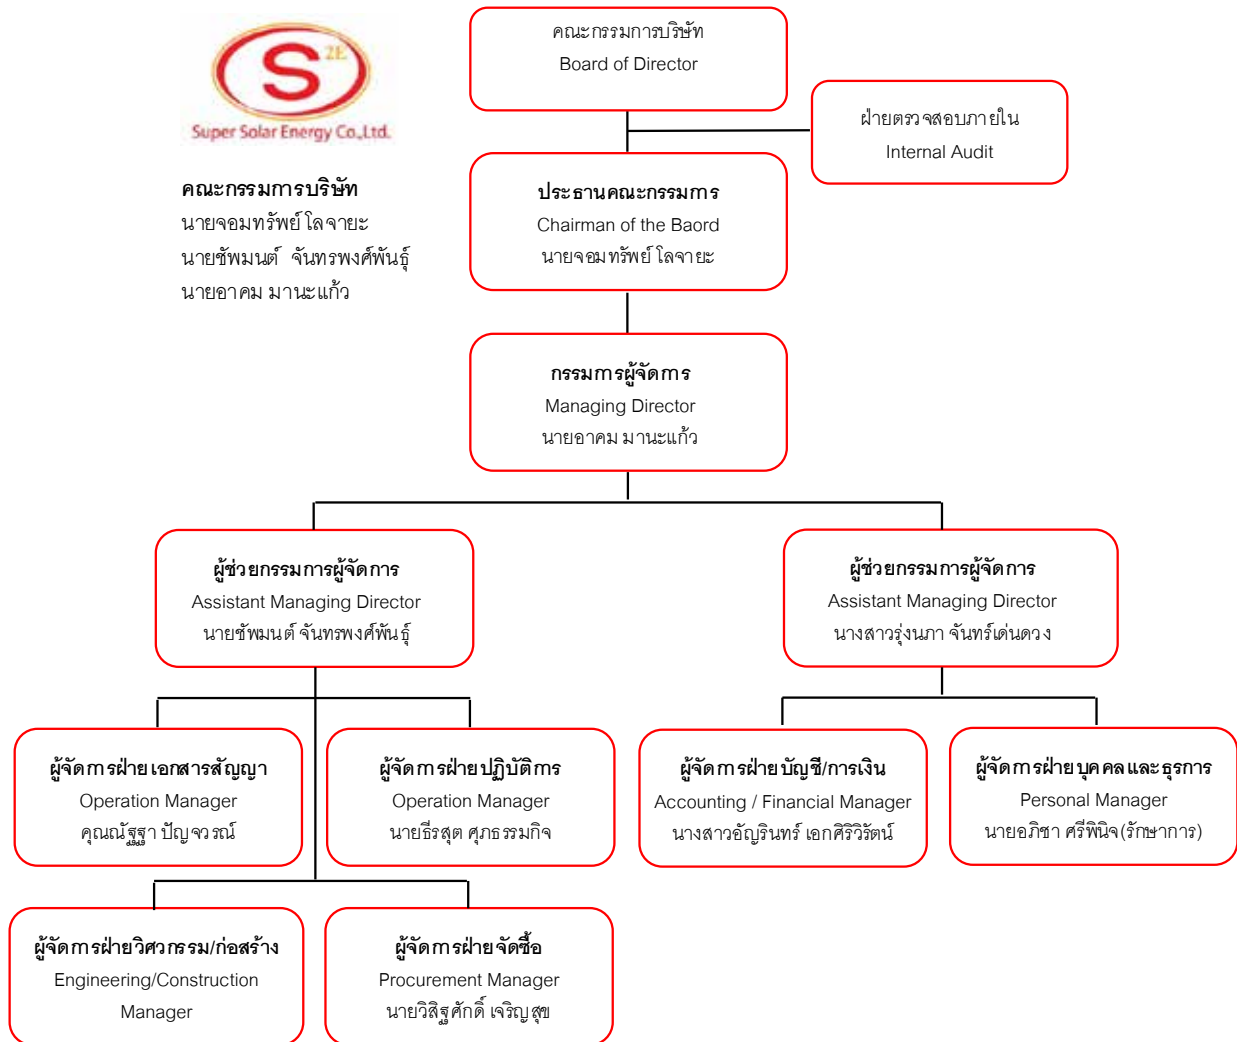 S
2E
Super Solar Energy Co.,Ltd.
คณะกรรมการบริษัท
นายจอมทรัพย์ โลจายะ
นายชัพมนต์ จันทรพงศ์พันธุ์
นายอาคม มานะแก้ว
คณะกรรมการบริษัท
Board of Director
ฝ่ายตรวจสอบภายใน
Internal Audit
ประธานคณะกรรมการ
Chairman of the Baord
นายจอมทรัพย์ โลจายะ
กรรมการผู้จัดการ
Managing Director
นายอาคม มานะแก้ว
ผู้ช่วยกรรมการผู้จัดการ
Assistant Managing Director
นายชัพมนต์ จันทรพงศ์พันธุ์
ผู้ช่วยกรรมการผู้จัดการ
Assistant Managing Director
นางสาวรุ่งนภา จันทร์เด่นดวง
ผู้จัดการฝ่ายเอกสารสัญญา
Operation Manager
คุณณัฐฐา ปัญจวรณ์
ผู้จัดการฝ่ายปฏิบัติการ
Operation Manager
นายธีรสุต ศุภธรรมกิจ
ผู้จัดการฝ่ายบัญชี/การเงิน
Accounting / Financial Manager
นางสาวอัญรินทร์ เอกศิริวิรัตน์
ผู้จัดการฝ่ายบุคคลและธุรการ
Personal Manager
นายอภิชา ศรีพินิจ(รักษาการ)
ผู้จัดการฝ่ายวิศวกรรม/ก่อสร้าง
Engineering/Construction
Manager
ผู้จัดการฝ่ายจัดซื้อ
Procurement Manager
นายวิสิฐศักดิ์ เจริญสุข